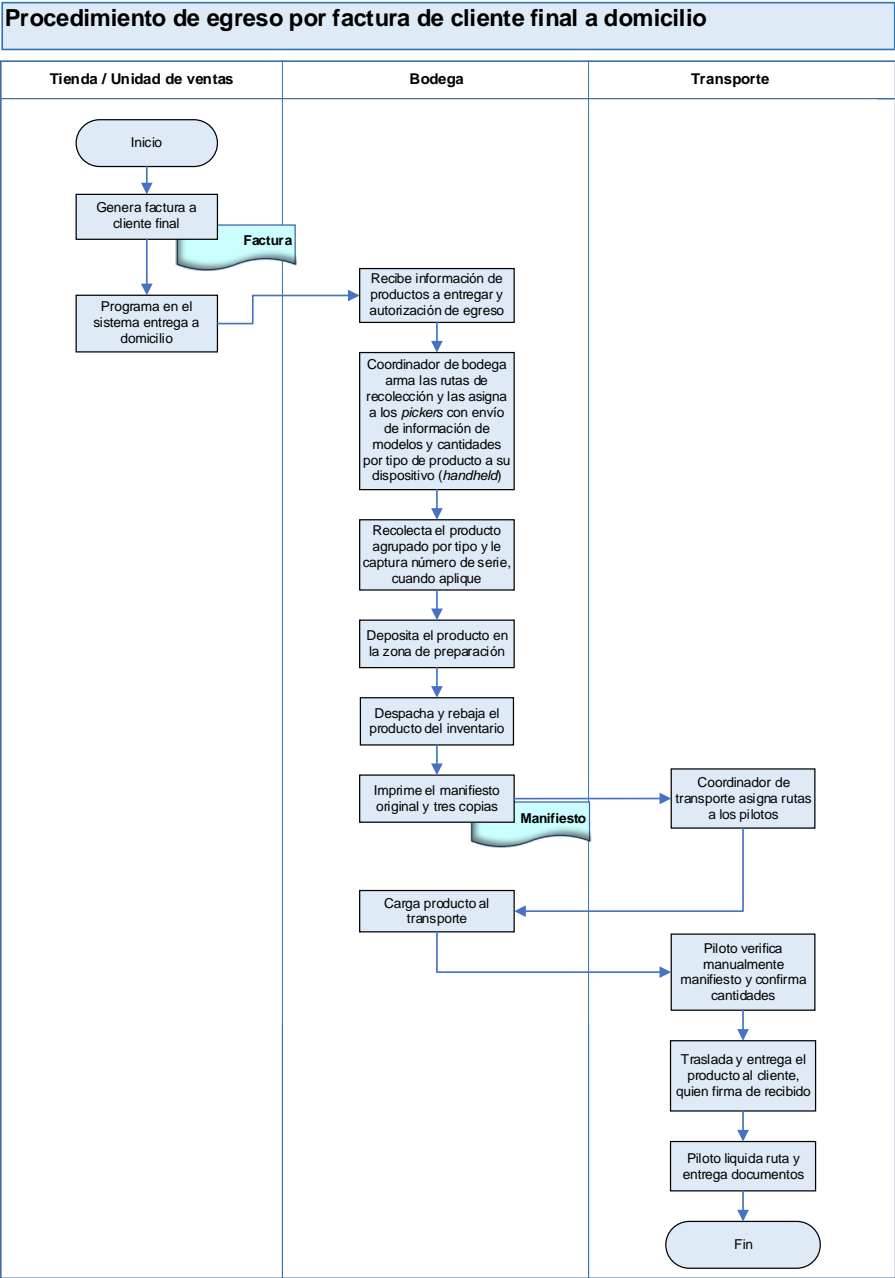 Procedimiento de egreso por factura de cliente final a domicilio
Tienda / Unidad de ventas
Bodega
Transporte
Inicio
Genera factura a
cliente final
Factura
Programa en el
sistema entrega a
domicilio
Recibe información de
productos a entregar y
autorización de egreso
Coordinador de bodega
arma las rutas de
recolección y las asigna
a los pickers con envío
de información de
modelos y cantidades
por tipo de producto a su
dispositivo (handheld)
Recolecta el producto
agrupado por tipo y le
captura número de serie,
cuando aplique
Deposita el producto en
la zona de preparación
Despacha y rebaja el
producto del inventario
Imprime el manifiesto
original y tres copias
Manifiesto
Coordinador de
transporte asigna rutas
a los pilotos
Carga producto al
transporte
Piloto verifica
manualmente
manifiesto y confirma
cantidades
Traslada y entrega el
producto al cliente,
quien firma de recibido
Piloto liquida ruta y
entrega documentos
Fin